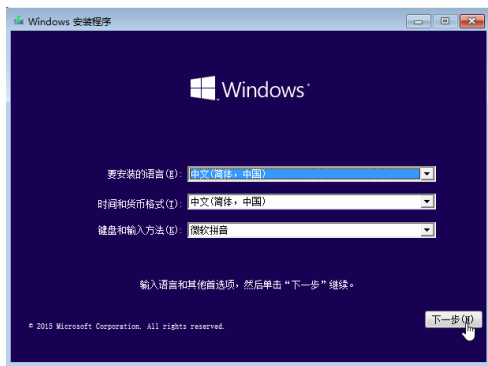 Windows 安装程序
Windows
要安装的语言(E): 中文(简体，中国)
时间和货币格式(T): 中文(简体，中国)
键盘和输入方法(K): 微软拼音
输入语言和其他首选项，然后单击“下一步”继续。
© 2015 Microsoft Corporation. All rights reserved.
下一步(N)